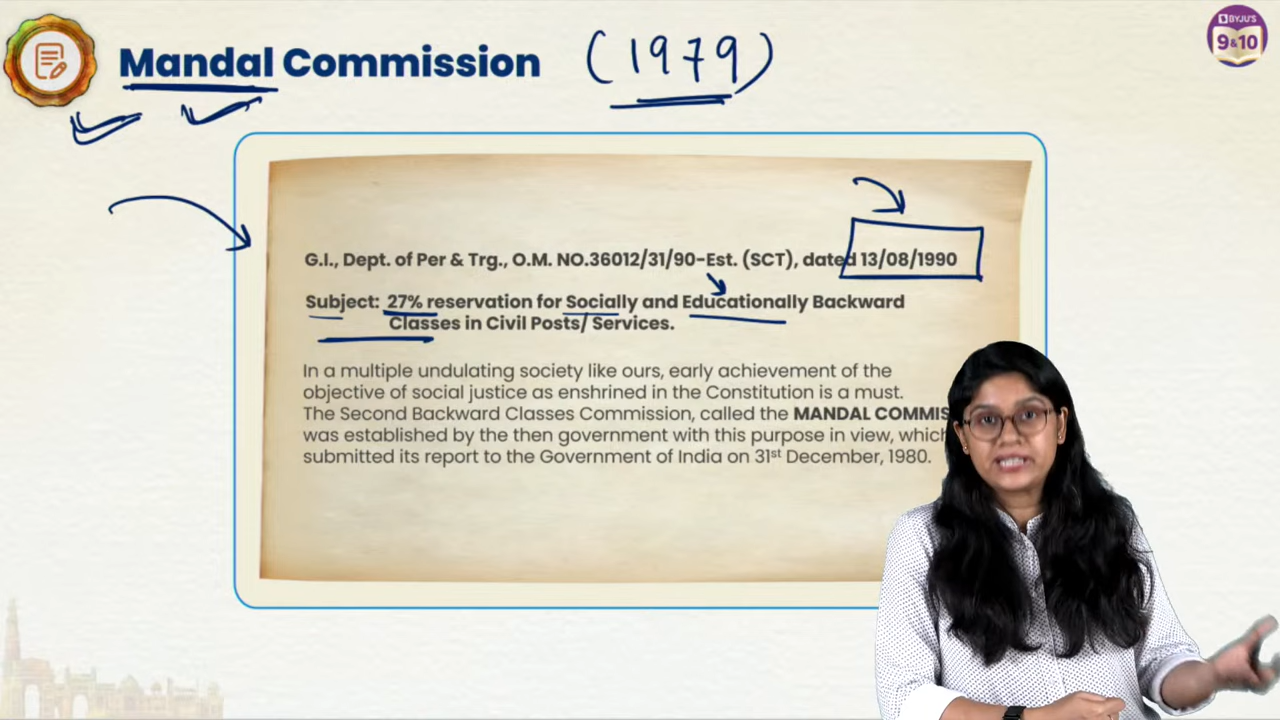 BYJU'S
9&10
Mandal Commission (1979)
G.I., Dept. of Per & Trg., O.M. NO.36012/31/90-Est. (SCT), dated 13/08/1990
Subject: 27% reservation for Socially and Educationally Backward
Classes in Civil Posts/ Services.
In a multiple undulating society like ours, early achievement of the
objective of social justice as enshrined in the Constitution is a must.
The Second Backward Classes Commission, called the MANDAL COMMIS
was established by the then government with this purpose in view, which
submitted its report to the Government of India on 31st December, 1980.